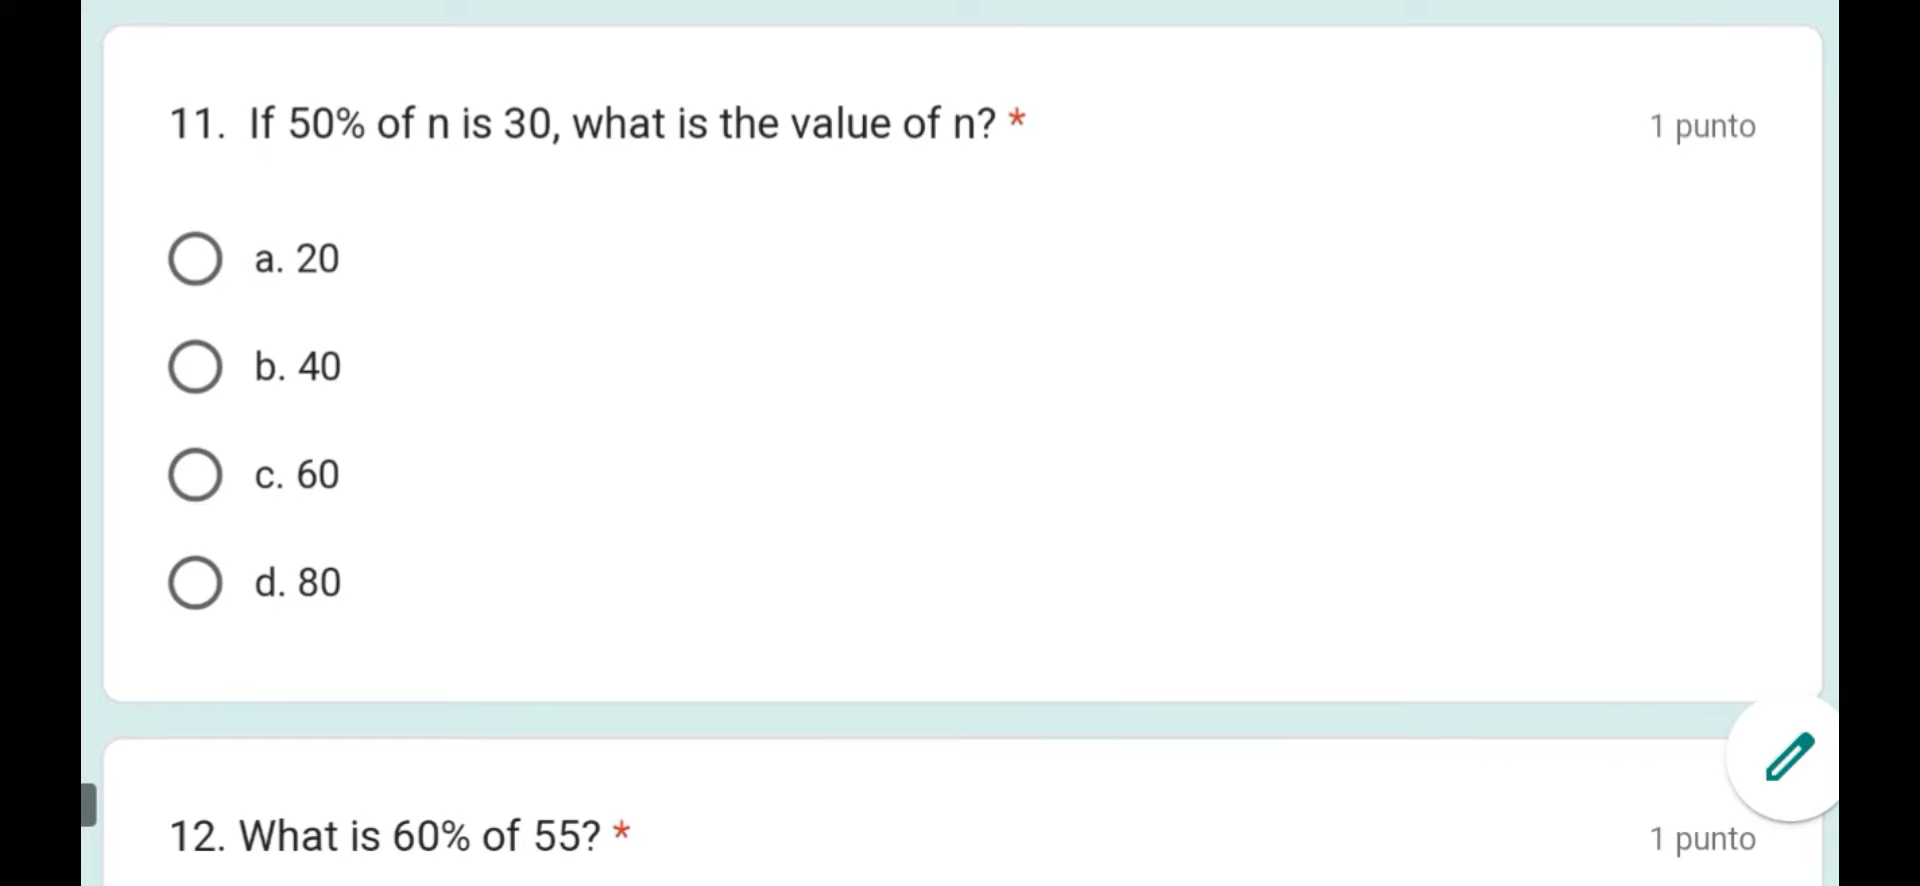 11. If 50% of n is 30, what is the value of n? *
1 punto
a. 20
b. 40
c. 60
d. 80
12. What is 60% of 55? *
1 punto